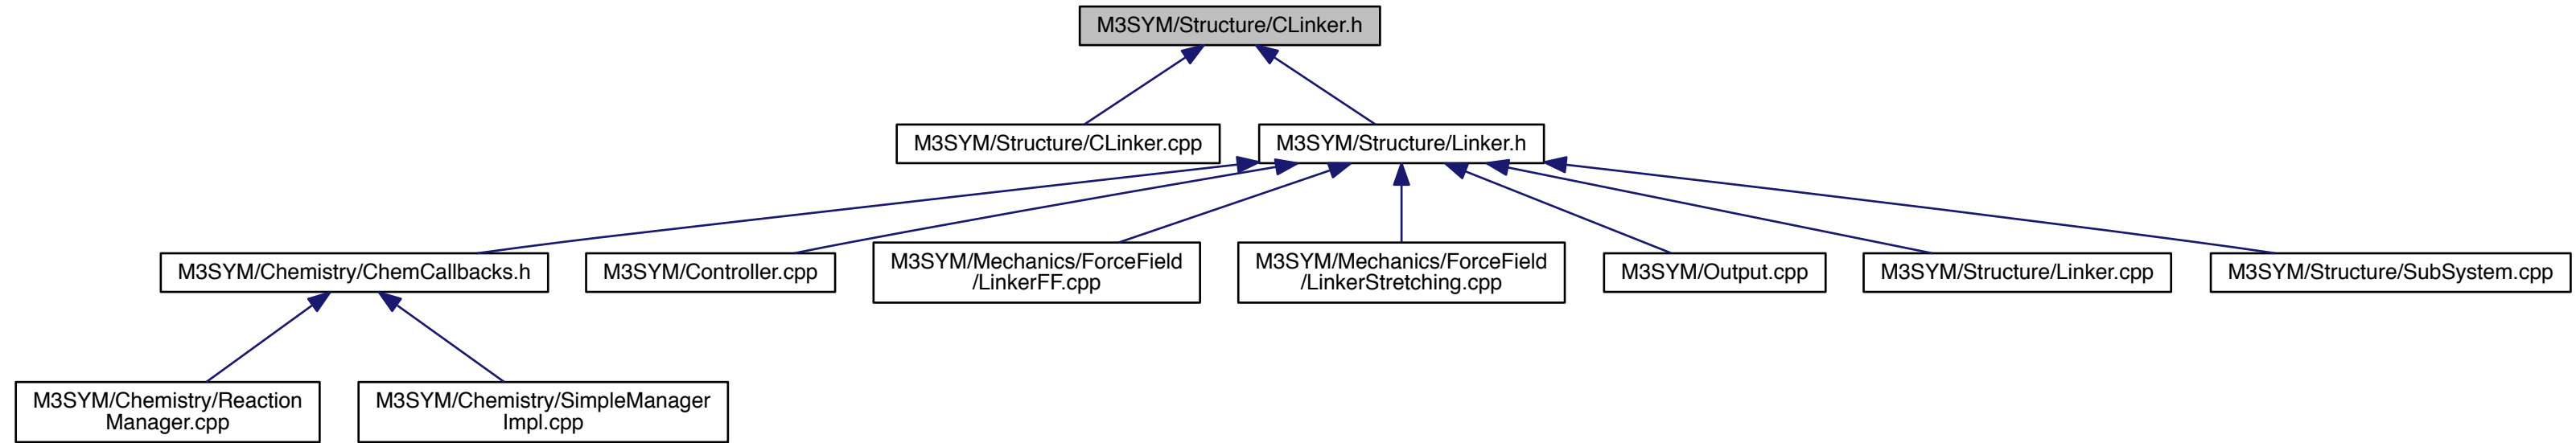 M3SYM/Structure/CLinker.h
M3SYM/Structure/CLinker.cpp
M3SYM/Structure/Linker.h
M3SYM/Chemistry/ChemCallbacks.h
M3SYM/Controller.cpp
M3SYM/Mechanics/ForceField
/LinkerFF.cpp
M3SYM/Mechanics/ForceField
/LinkerStretching.cpp
M3SYM/Output.cpp
M3SYM/Structure/Linker.cpp
M3SYM/Structure/SubSystem.cpp
M3SYM/Chemistry/Reaction
Manager.cpp
M3SYM/Chemistry/SimpleManager
Impl.cpp